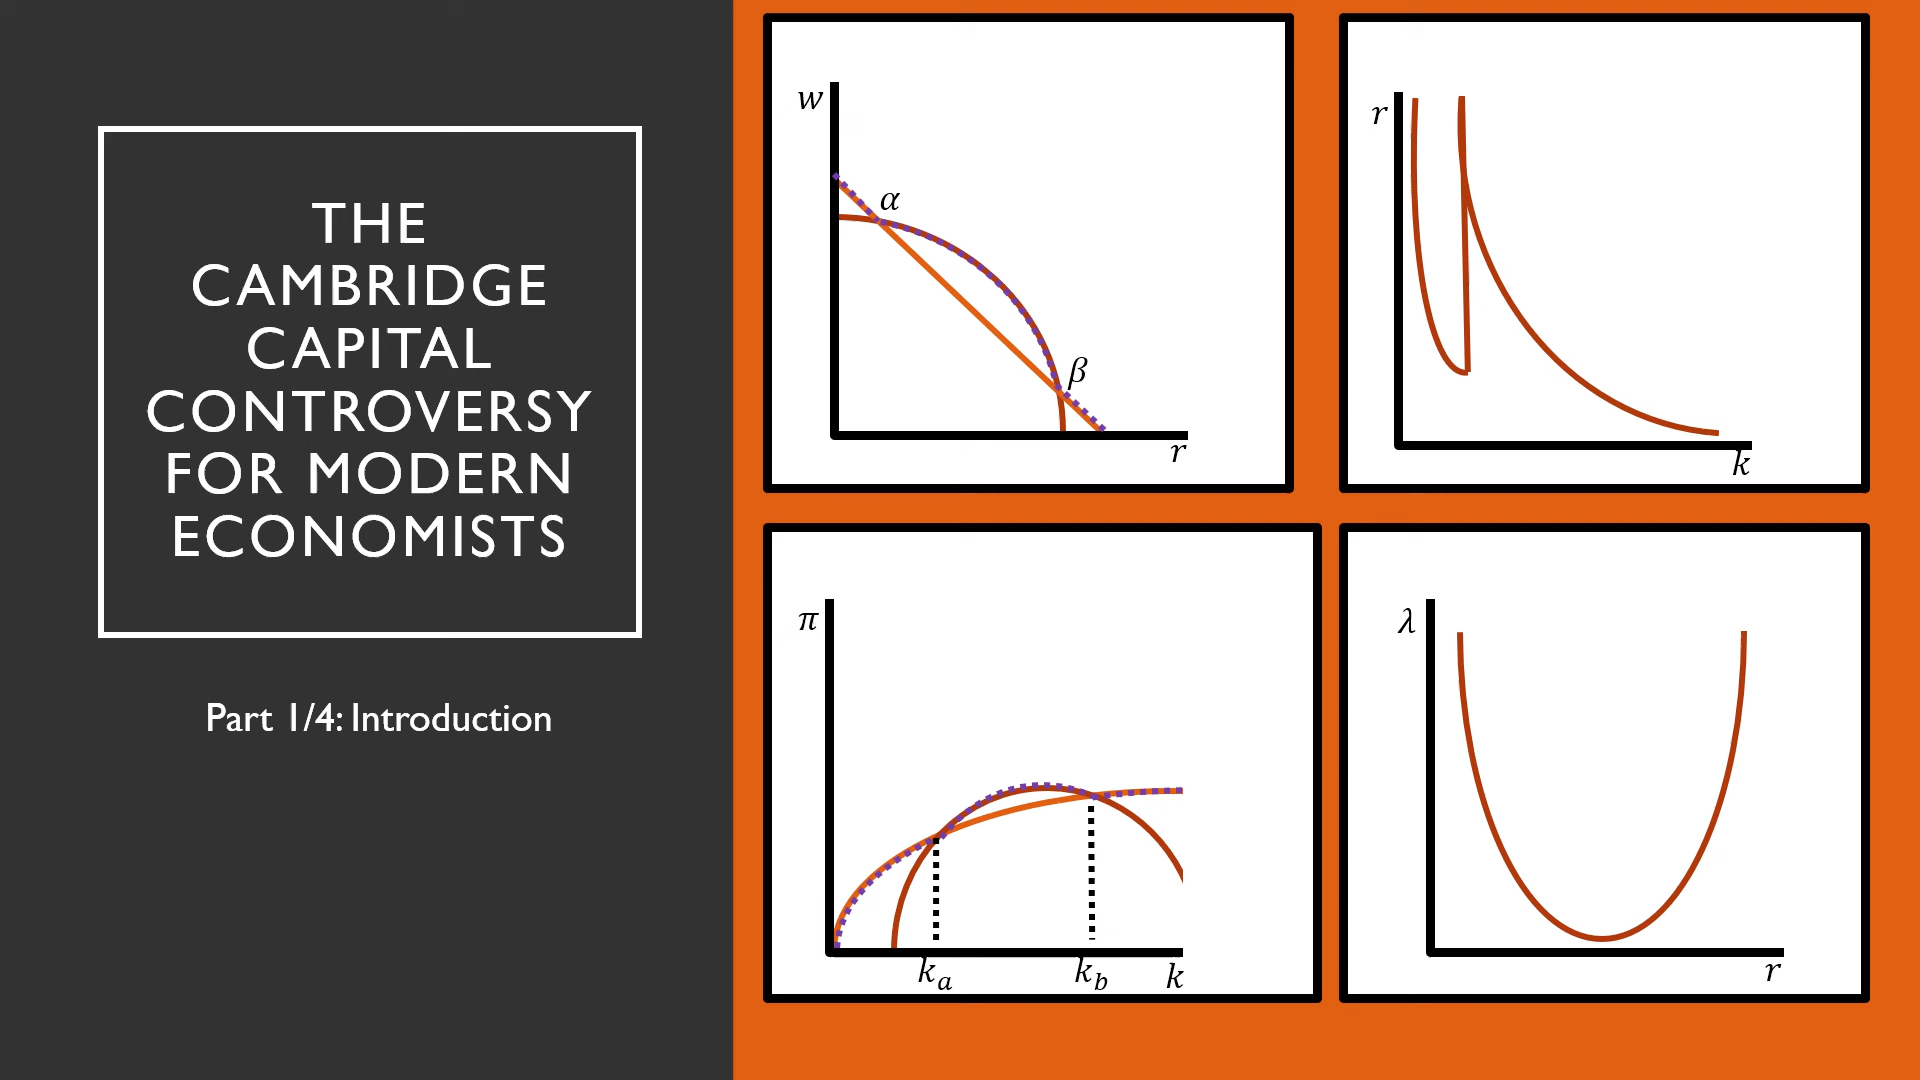 THE
CAMBRIDGE
CAPITAL
CONTROVERSY
FOR MODERN
ECONOMISTS
Part 1/4: Introduction
w
α
β
r
r
k
π
k_a
k_b
k
λ
r